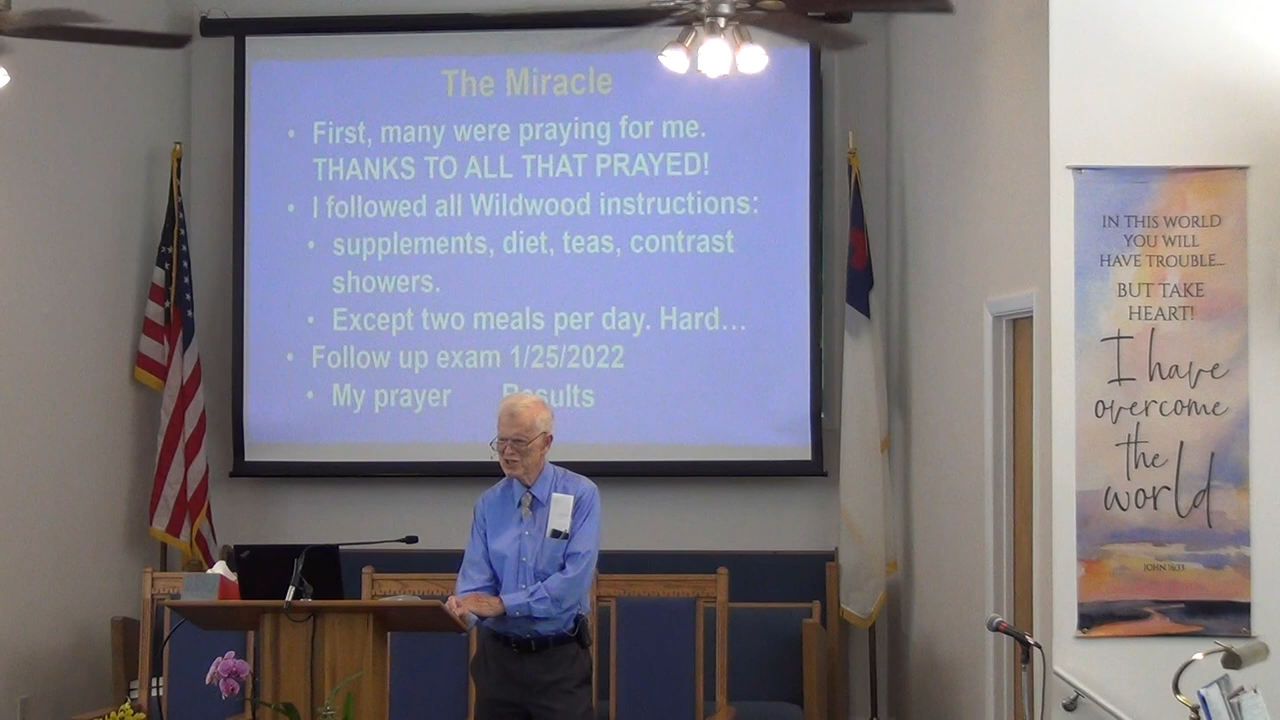 The Miracle
• First, many were praying for me.
THANKS TO ALL THAT PRAYED!
• I followed all Wildwood instructions:
• supplements, diet, teas, contrast
showers.
• Except two meals per day. Hard...
• Follow up exam 1/25/2022
• My prayer Results
IN THIS WORLD
YOU WILL
HAVE TROUBLE...
BUT TAKE
HEART!
I have
overcome
the
world
JOHN 16:33